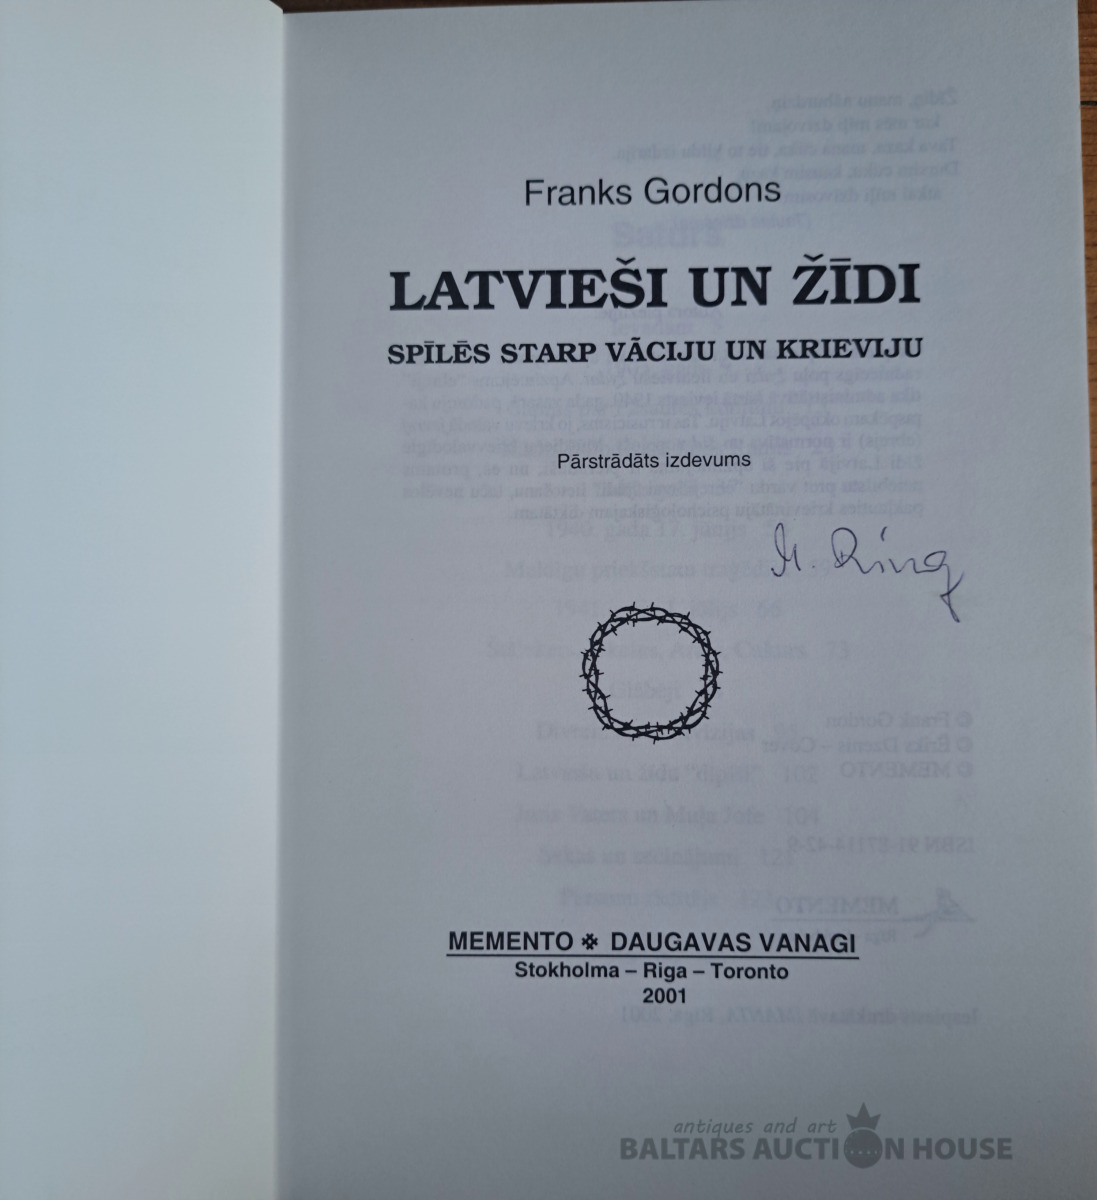 Franks Gordons
LATVIEŠI UN ŽĪDI
SPĪLĒS STARP VĀCIJU UN KRIEVIJU
Pārstrādāts izdevums
M. Ring
MEMENTO ❉ DAUGAVAS VANAGI
Stokholma – Riga – Toronto
2001
antiques and art
BALTARS AUCTION HOUSE